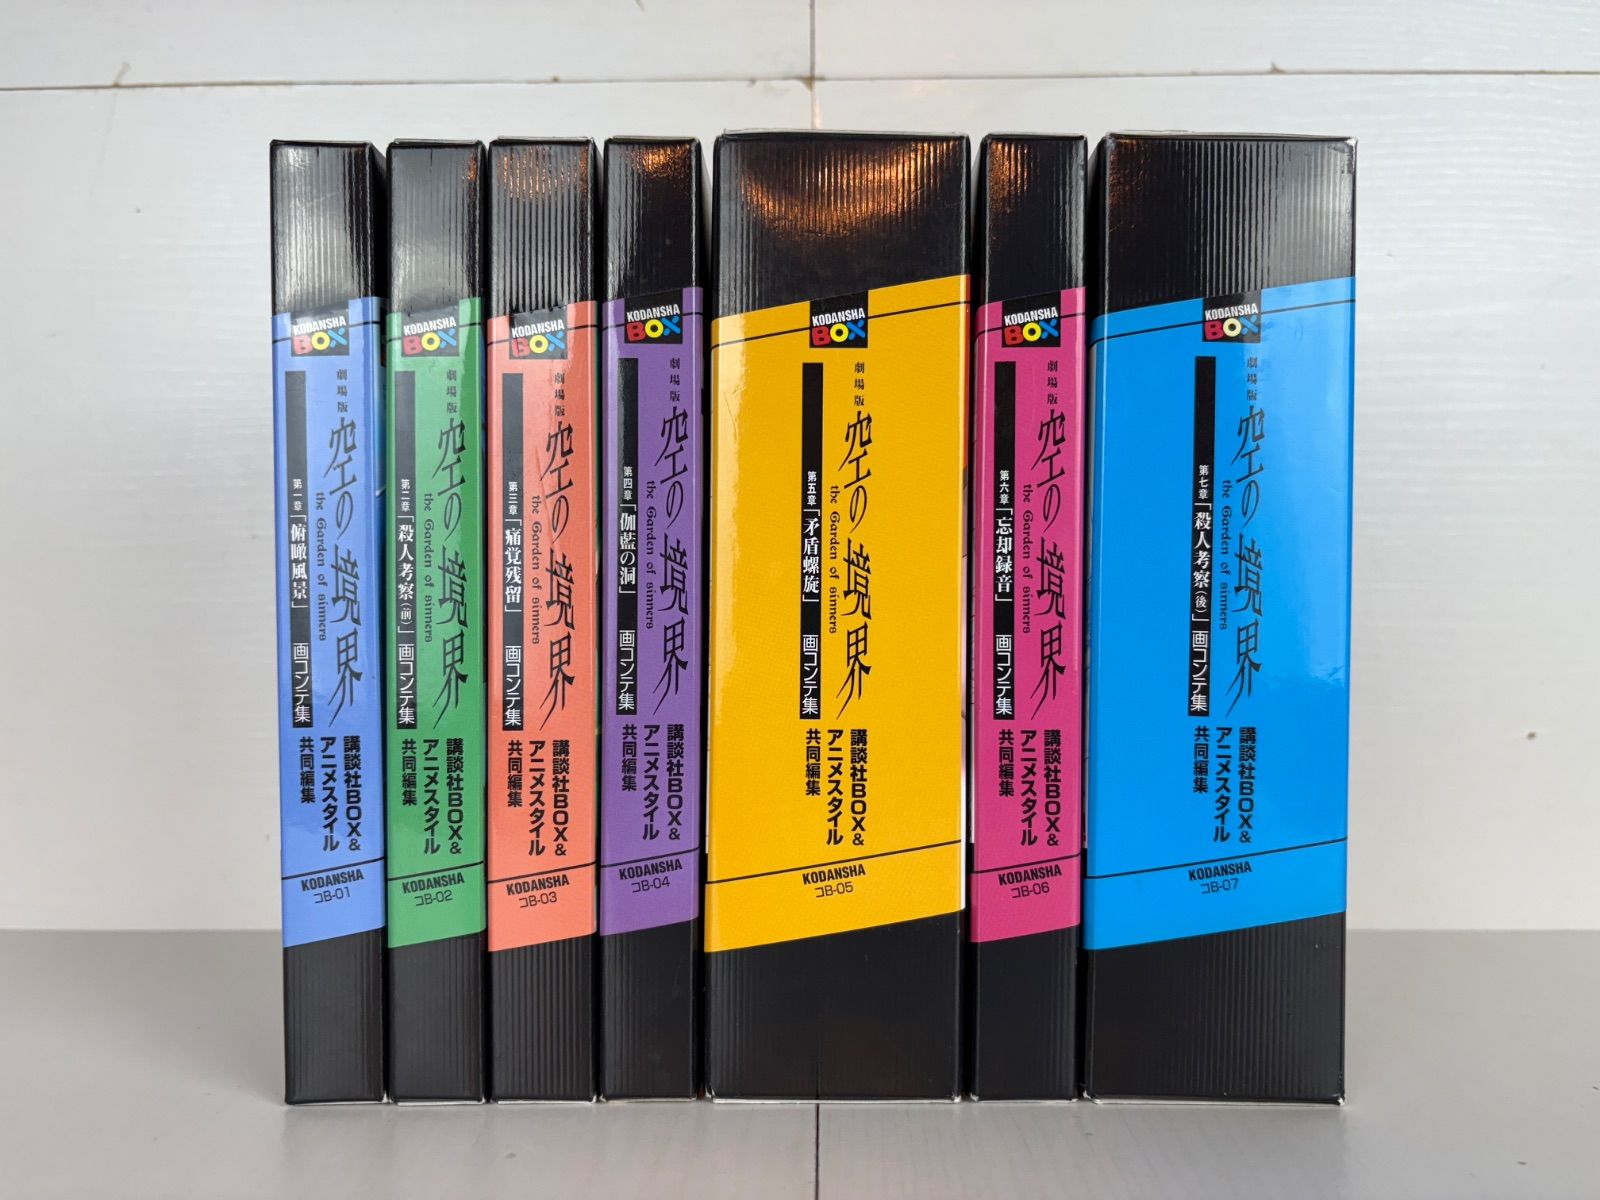 KODANSHA
BOX
劇場版
空の境界
the Garden of sinners
第一章「俯瞰風景」 画コンテ集
講談社BOX&
アニメスタイル
共同編集
KODANSHA
コB-01
KODANSHA
BOX
劇場版
空の境界
the Garden of sinners
第二章「殺人考察(前)」 画コンテ集
講談社BOX&
アニメスタイル
共同編集
KODANSHA
コB-02
KODANSHA
BOX
劇場版
空の境界
the Garden of sinners
第三章「痛覚残留」 画コンテ集
講談社BOX&
アニメスタイル
共同編集
KODANSHA
コB-03
KODANSHA
BOX
劇場版
空の境界
the Garden of sinners
第四章「伽藍の洞」 画コンテ集
講談社BOX&
アニメスタイル
共同編集
KODANSHA
コB-04
KODANSHA
BOX
劇場版
空の境界
the Garden of sinners
第五章「矛盾螺旋」 画コンテ集
講談社BOX&
アニメスタイル
共同編集
KODANSHA
コB-05
KODANSHA
BOX
劇場版
空の境界
the Garden of sinners
第六章「忘却録音」 画コンテ集
講談社BOX&
アニメスタイル
共同編集
KODANSHA
コB-06
KODANSHA
BOX
劇場版
空の境界
the Garden of sinners
第七章「殺人考察(後)」 画コンテ集
講談社BOX&
アニメスタイル
共同編集
KODANSHA
コB-07